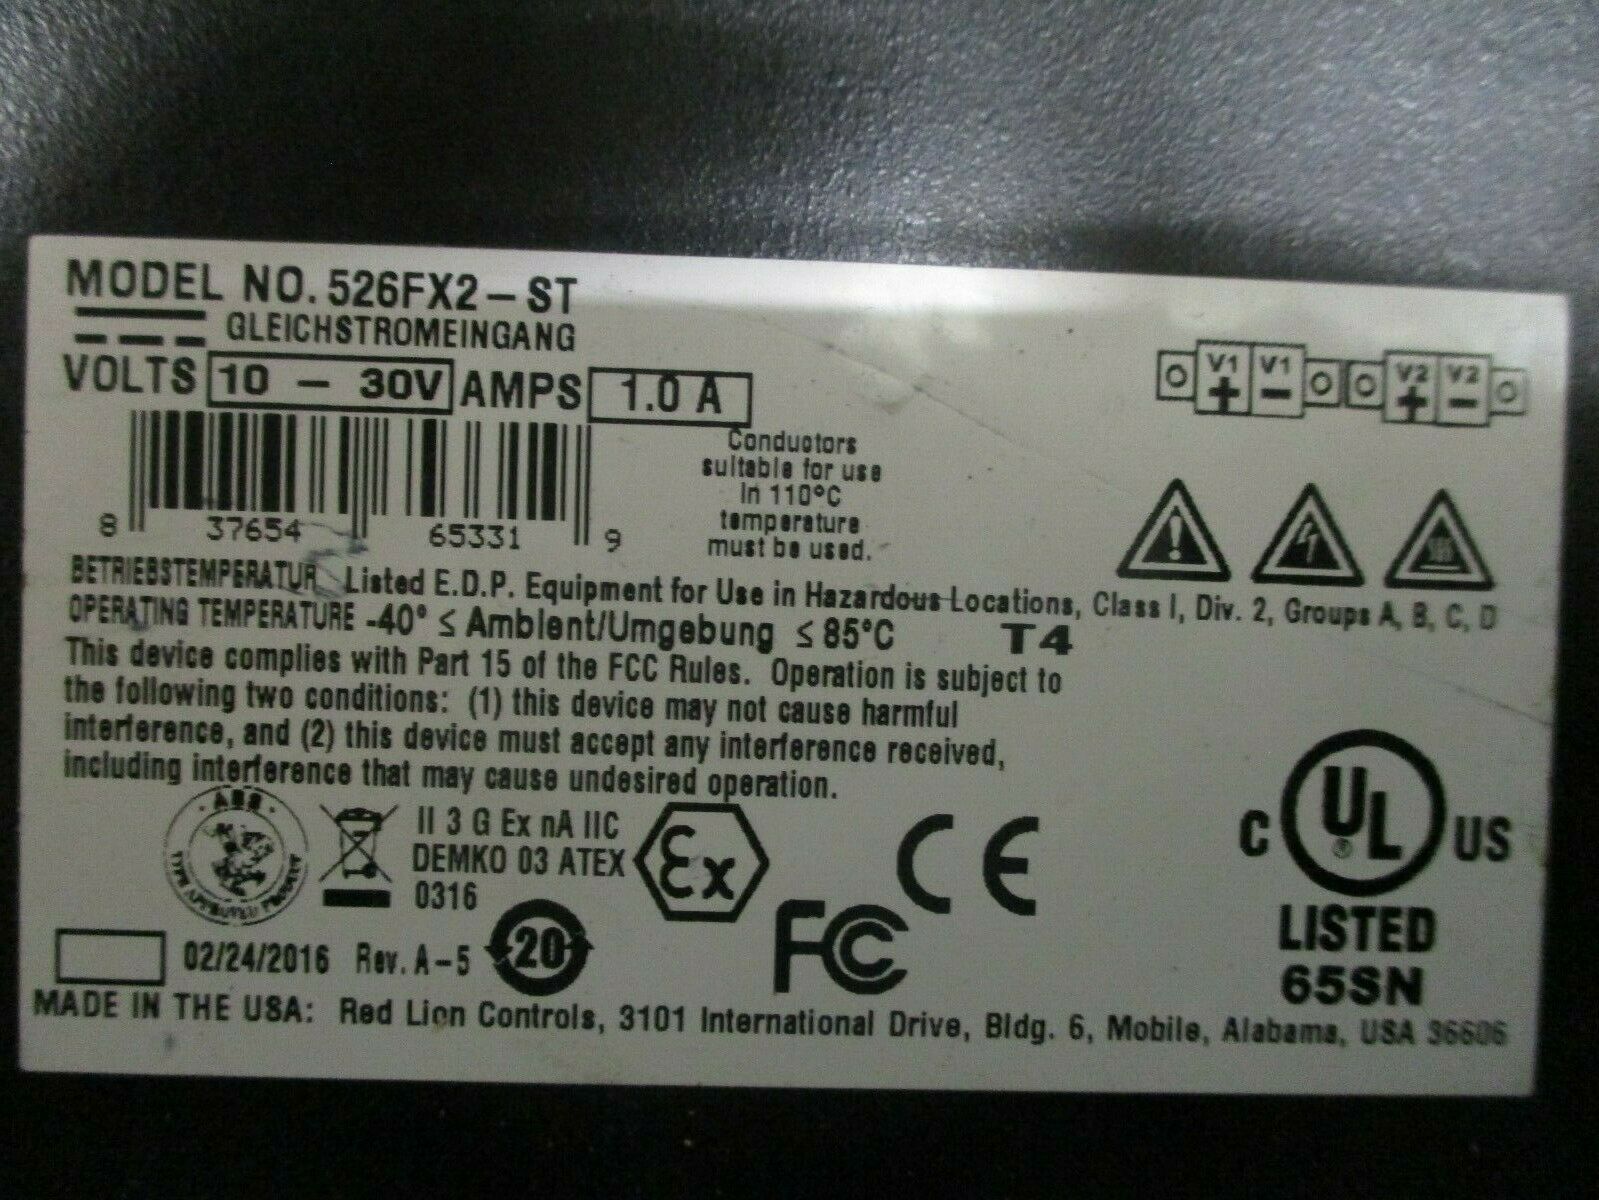 MODEL NO. 526FX2-ST
GLEICHSTROMEINGANG
VOLTS 10 - 30V AMPS 1.0 A
V1 V1 V2 V2
+ - + -
8 37654 65331 9
Conductors
suitable for use
in 110°C
temperature
must be used.
BETRIEBSTEMPERATUR Listed E.D.P. Equipment for Use in Hazardous Locations, Class I, Div. 2, Groups A, B, C, D
OPERATING TEMPERATURE -40° ≤ Ambient/Umgebung ≤ 85°C T4
This device complies with Part 15 of the FCC Rules. Operation is subject to
the following two conditions: (1) this device may not cause harmful
interference, and (2) this device must accept any interference received,
including interference that may cause undesired operation.
ABS
TYPE APPROVED PRODUCT
II 3 G Ex nA IIC
DEMKO 03 ATEX
0316
Ex
CE
FC
C UL ® US
LISTED
65SN
02/24/2016 Rev. A-5
20
MADE IN THE USA: Red Lion Controls, 3101 International Drive, Bldg. 6, Mobile, Alabama, USA 36606